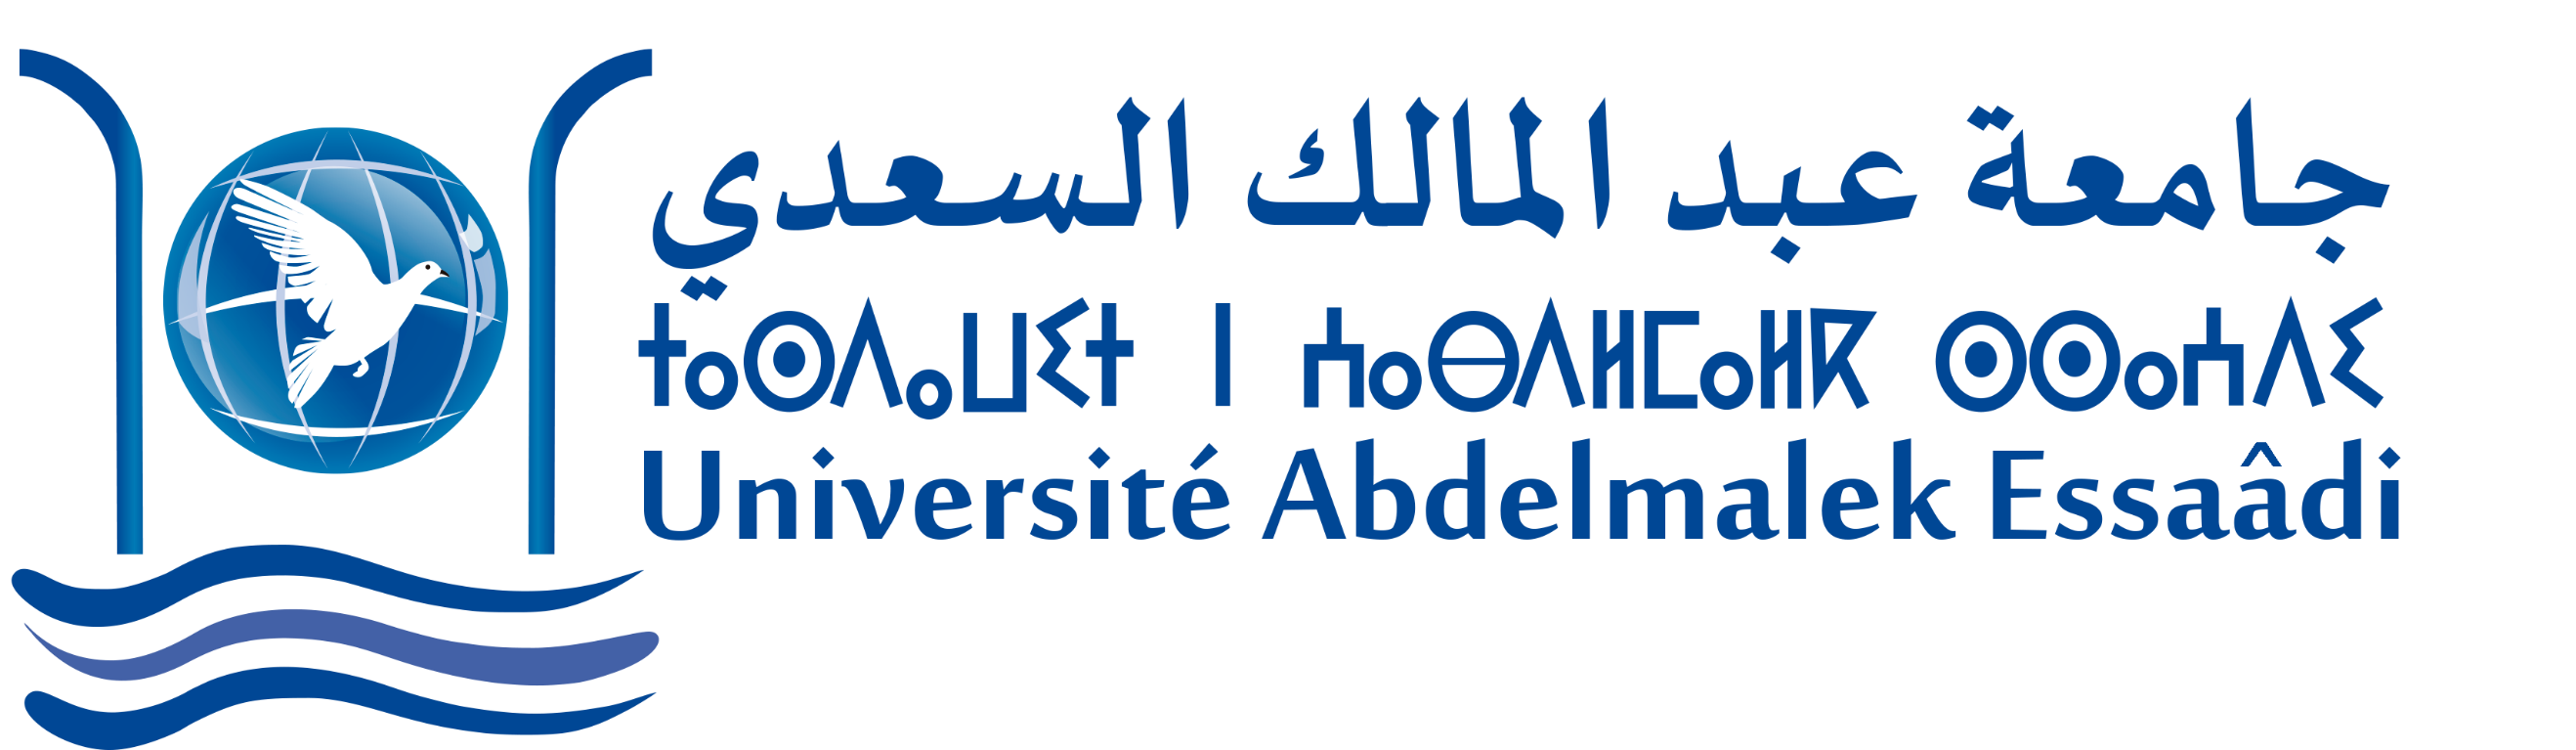 جامعة عبد المالك السعدي
ⵜⴰⵙⴷⴰⵡⵉⵜ ⵏ ⵄⴰⴱⴷⵍⵎⴰⵍⴽ ⵙⵙⴰⵄⴷⵉ
Université Abdelmalek Essaâdi